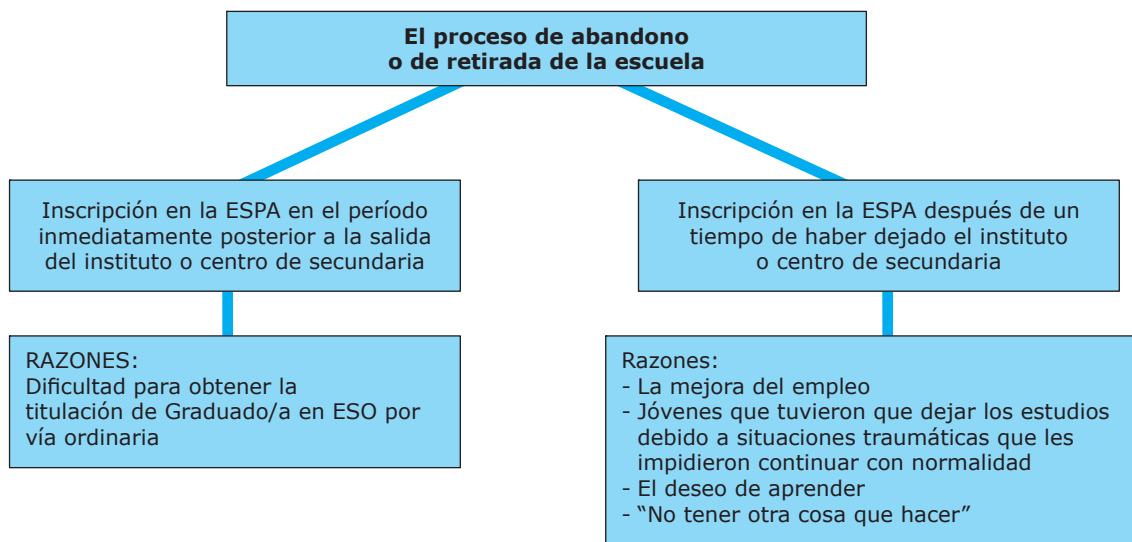 El proceso de abandono
o de retirada de la escuela
Inscripción en la ESPA en el período
inmediatamente posterior a la salida
del instituto o centro de secundaria
Inscripción en la ESPA después de un
tiempo de haber dejado el instituto
o centro de secundaria
RAZONES:
Dificultad para obtener la
titulación de Graduado/a en ESO por
vía ordinaria
Razones:
- La mejora del empleo
- Jóvenes que tuvieron que dejar los estudios
debido a situaciones traumáticas que les
impidieron continuar con normalidad
- El deseo de aprender
- “No tener otra cosa que hacer”